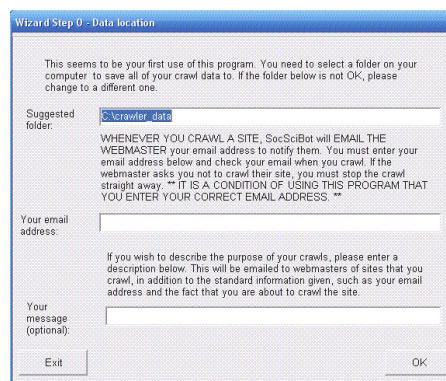 Wizard Step 0 - Data location
This seems to be your first use of this program. You need to select a folder on your
computer to save all of your crawl data to. If the folder below is not OK, please
change to a different one.
Suggested
folder:
C:\crawler_data
WHENEVER YOU CRAWL A SITE, SocSciBot will EMAIL THE
WEBMASTER your email address to notify them. You must enter your
email address below and check your email when you crawl. If the
webmaster asks you not to crawl their site, you must stop the crawl
straight away. ** IT IS A CONDITION OF USING THIS PROGRAM THAT
YOU ENTER YOUR CORRECT EMAIL ADDRESS. **
Your email
address:
If you wish to describe the purpose of your crawls, please enter a
description below. This will be emailed to webmasters of sites that you
crawl, in addition to the standard information given, such as your email
address and the fact that you are about to crawl the site.
Your
message
(optional):
Exit
OK